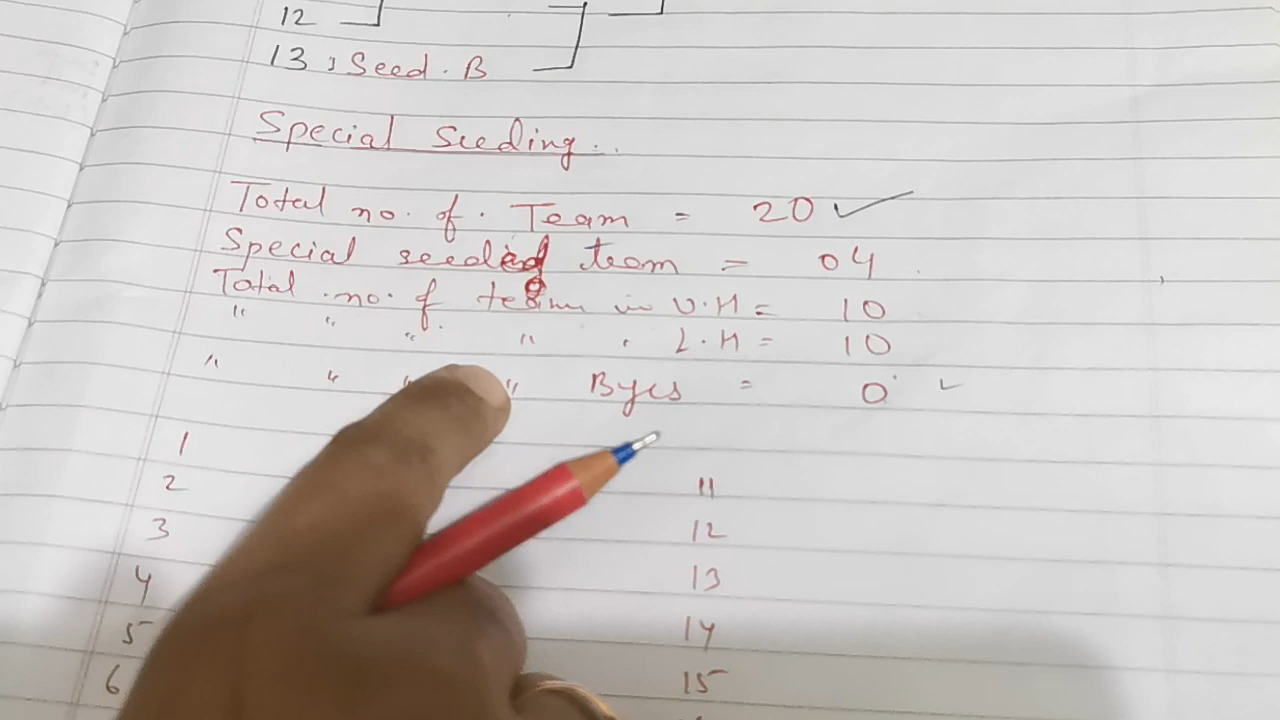 12
13, Seed. B
Special Seeding..
Total no. of. Team = 20 ✓
Special seeded team = 04
Total .no. of team in U.H = 10
" " " " " L.H = 10
" " " " Byes = 0 ✓
1
2 11
3 12
4 13
5 14
6 15